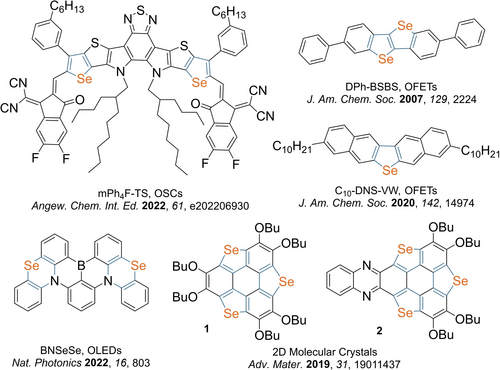 C6H13
N S N
C6H13
S
S
Se
Se
O
N
N
O
CN
CN
CN
CN
F
F
F
F
mPh4F-TS, OSCs
Angew. Chem. Int. Ed. 2022, 61, e202206930
Se
Se
DPh-BSBS, OFETs
J. Am. Chem. Soc. 2007, 129, 2224
C10H21
C10H21
Se
C10-DNS-VW, OFETs
J. Am. Chem. Soc. 2020, 142, 14974
Se
B
Se
N
N
BNSeSe, OLEDs
Nat. Photonics 2022, 16, 803
OBu
Se
OBu
BuO
BuO
Se
Se
OBu
OBu
1
OBu
Se
OBu
N
N
Se
Se
OBu
OBu
2
2D Molecular Crystals
Adv. Mater. 2019, 31, 19011437